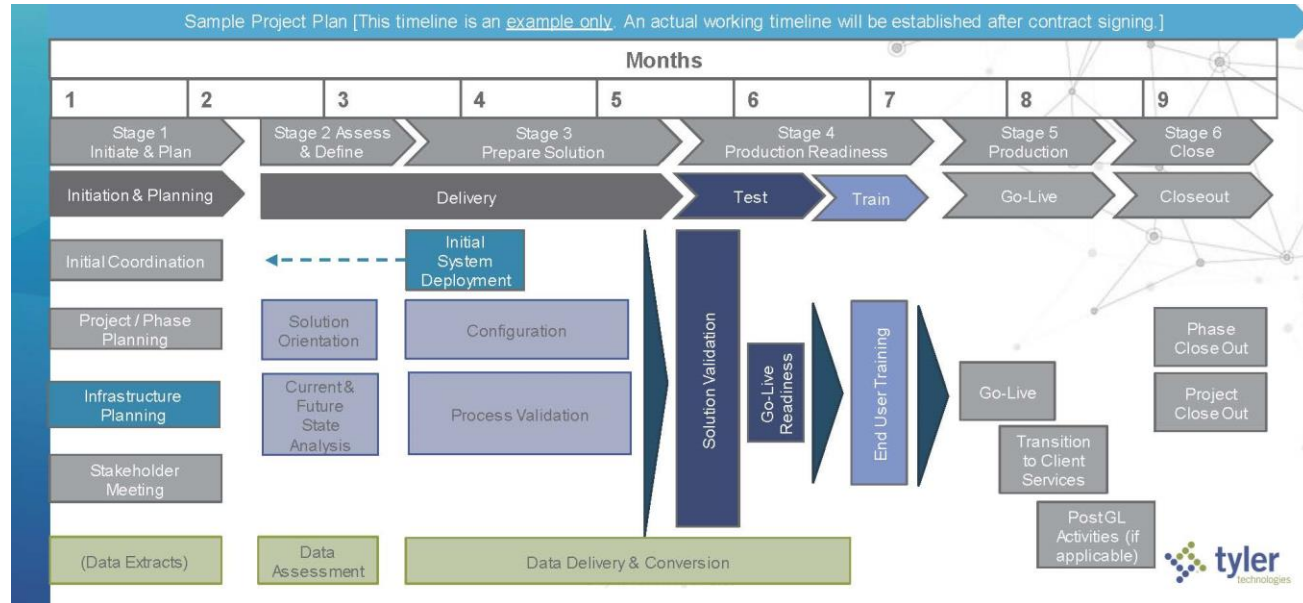 Sample Project Plan [This timeline is an example only. An actual working timeline will be established after contract signing.]
Months
1 2 3 4 5 6 7 8 9
Stage 1
Initiate & Plan
Stage 2 Assess
& Define
Stage 3
Prepare Solution
Stage 4
Production Readiness
Stage 5
Production
Stage 6
Close
Initiation & Planning
Delivery
Test
Train
Go-Live
Closeout
Initial Coordination
Initial
System
Deployment
Project / Phase
Planning
Solution
Orientation
Configuration
Infrastructure
Planning
Current &
Future
State
Analysis
Process Validation
Stakeholder
Meeting
Solution Validation
Go-Live
Readiness
End User Training
Go-Live
Transition
to Client
Services
Post GL
Activities (if
applicable)
Phase
Close Out
Project
Close Out
(Data Extracts)
Data
Assessment
Data Delivery & Conversion
tyler
technologies